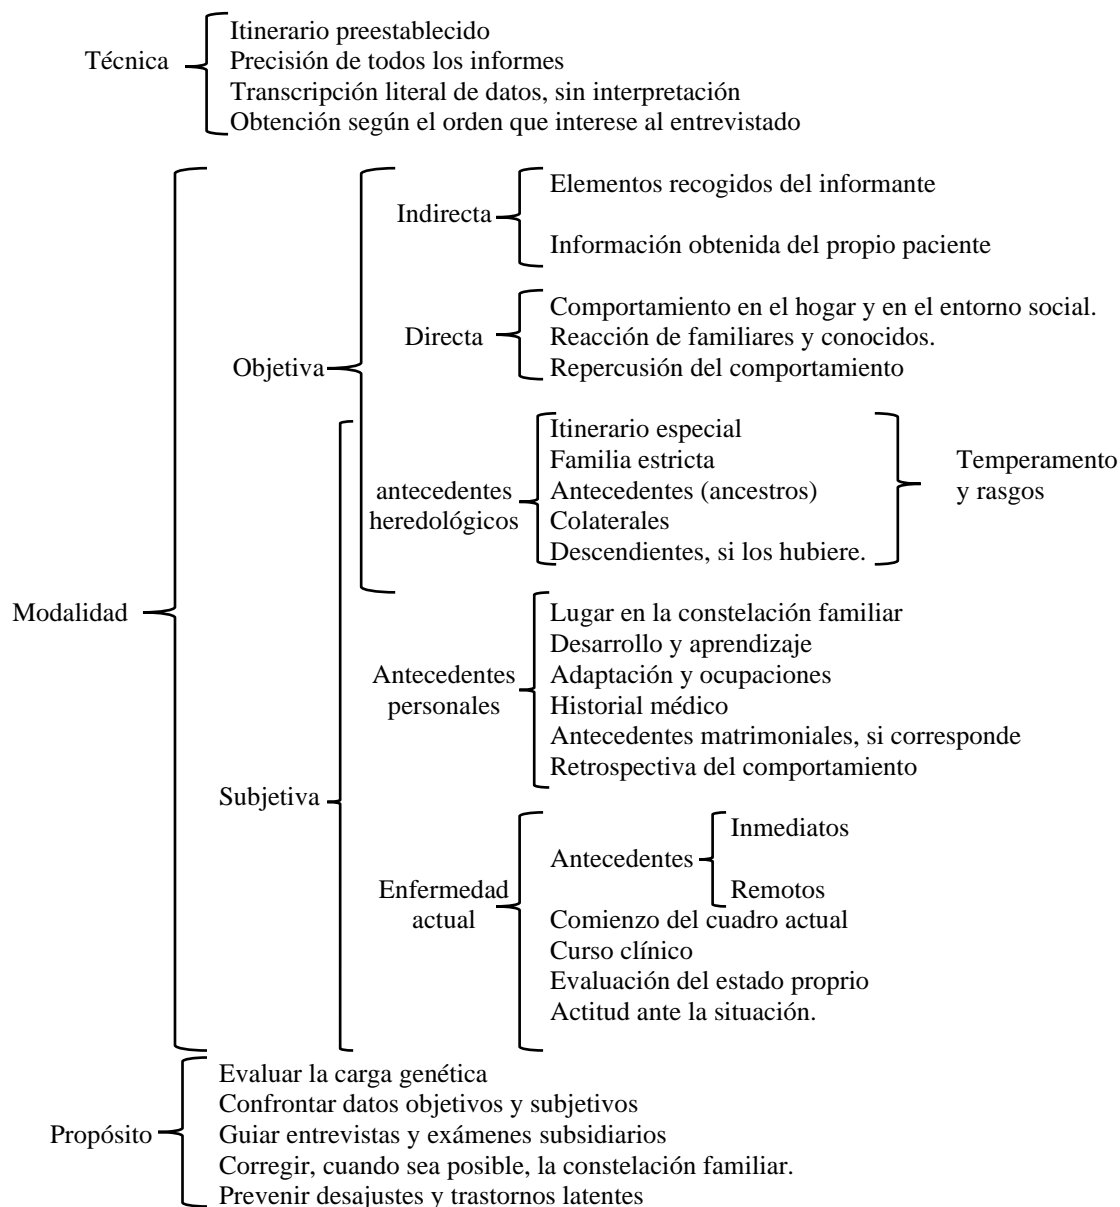 Itinerario preestablecido
Técnica
Precisión de todos los informes
Transcripción literal de datos, sin interpretación
Obtención según el orden que interese al entrevistado
Modalidad
Objetiva
Indirecta
Elementos recogidos del informante
Información obtenida del propio paciente
Directa
Comportamiento en el hogar y en el entorno social.
Reacción de familiares y conocidos.
Repercusión del comportamiento
antecedentes
heredológicos
Itinerario especial
Familia estricta
Antecedentes (ancestros)
Colaterales
Descendientes, si los hubiere.
Temperamento
y rasgos
Subjetiva
Antecedentes
personales
Lugar en la constelación familiar
Desarrollo y aprendizaje
Adaptación y ocupaciones
Historial médico
Antecedentes matrimoniales, si corresponde
Retrospectiva del comportamiento
Enfermedad
actual
Antecedentes
Inmediatos
Remotos
Comienzo del cuadro actual
Curso clínico
Evaluación del estado proprio
Actitud ante la situación.
Propósito
Evaluar la carga genética
Confrontar datos objetivos y subjetivos
Guiar entrevistas y exámenes subsidiarios
Corregir, cuando sea posible, la constelación familiar.
Prevenir desajustes y trastornos latentes